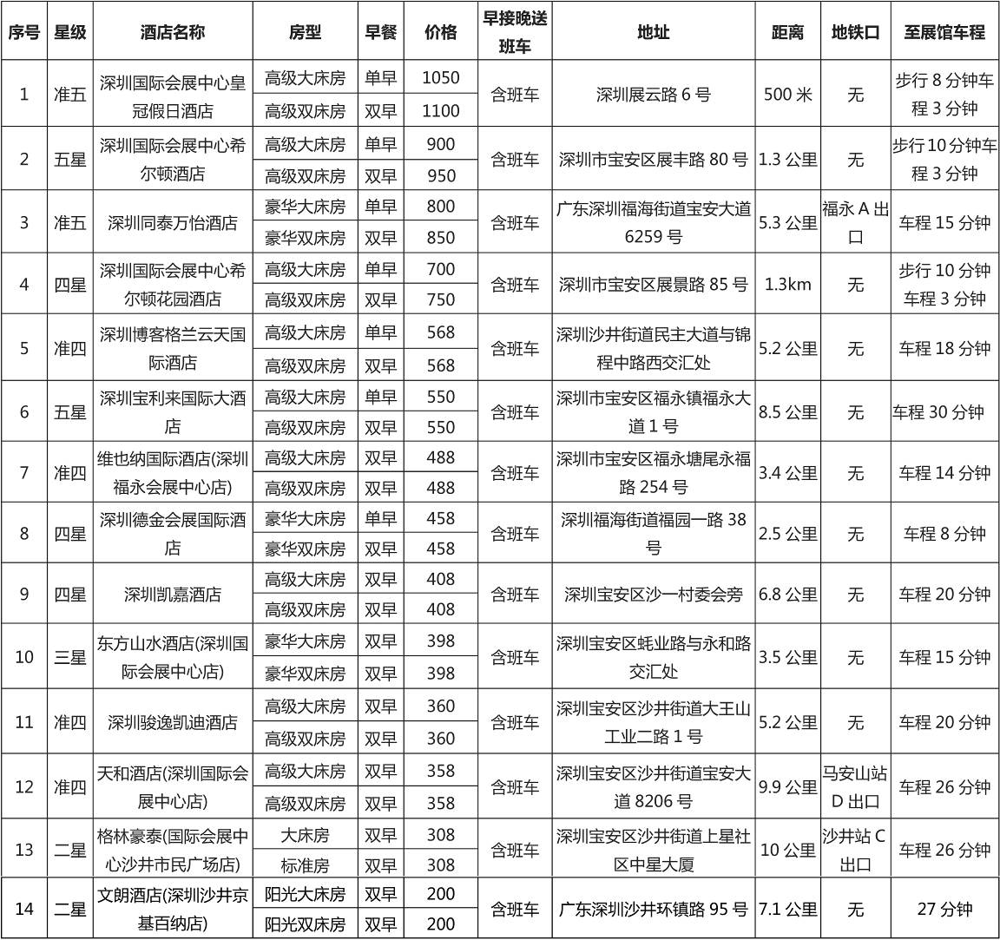 序号 星级 酒店名称 房型 早餐 价格 早接晚送班车 地址 距离 地铁口 至展馆车程
1 准五 深圳国际会展中心皇冠假日酒店 高级大床房 单早 1050 含班车 深圳展云路 6 号 500 米 无 步行 8 分钟车程 3 分钟
高级双床房 双早 1100
2 五星 深圳国际会展中心希尔顿酒店 高级大床房 单早 900 含班车 深圳市宝安区展丰路 80 号 1.3 公里 无 步行 10 分钟车程 3 分钟
高级双床房 双早 950
3 准五 深圳同泰万怡酒店 豪华大床房 单早 800 含班车 广东深圳福海街道宝安大道 6259 号 5.3 公里 福永 A 出口 车程 15 分钟
豪华双床房 双早 850
4 四星 深圳国际会展中心希尔顿花园酒店 高级大床房 单早 700 含班车 深圳市宝安区展景路 85 号 1.3km 无 步行 10 分钟车程 3 分钟
高级双床房 双早 750
5 准四 深圳博客格兰云天国际酒店 高级大床房 单早 568 含班车 深圳沙井街道民主大道与锦程中路西交汇处 5.2 公里 无 车程 18 分钟
高级双床房 双早 568
6 五星 深圳宝利来国际大酒店 高级大床房 单早 550 含班车 深圳市宝安区福永镇福永大道 1 号 8.5 公里 无 车程 30 分钟
高级双床房 双早 550
7 准四 维也纳国际酒店(深圳福永会展中心店) 高级大床房 双早 488 含班车 深圳市宝安区福永塘尾永福路 254 号 3.4 公里 无 车程 14 分钟
高级双床房 双早 488
8 四星 深圳德金会展国际酒店 豪华大床房 单早 458 含班车 深圳福海街道福园一路 38 号 2.5 公里 无 车程 8 分钟
豪华双床房 双早 458
9 四星 深圳凯嘉酒店 高级大床房 双早 408 含班车 深圳宝安区沙一村委会旁 6.8 公里 无 车程 20 分钟
高级双床房 双早 408
10 三星 东方山水酒店(深圳国际会展中心店) 豪华大床房 双早 398 含班车 深圳宝安区蚝业路与永和路交汇处 3.5 公里 无 车程 15 分钟
豪华双床房 双早 398
11 准四 深圳骏逸凯迪酒店 高级大床房 双早 360 含班车 深圳宝安区沙井街道大王山工业二路 1 号 5.2 公里 无 车程 20 分钟
高级双床房 双早 360
12 准四 天和酒店(深圳国际会展中心店) 高级大床房 双早 358 含班车 深圳宝安区沙井街道宝安大道 8206 号 9.9 公里 马安山站 D 出口 车程 26 分钟
高级双床房 双早 358
13 二星 格林豪泰(国际会展中心沙井市民广场店) 大床房 双早 308 含班车 深圳宝安区沙井街道上星社区中星大厦 10 公里 沙井站 C 出口 车程 26 分钟
标准房 双早 308
14 二星 文朗酒店(深圳沙井京基百纳店) 阳光大床房 双早 200 含班车 广东深圳沙井环镇路 95 号 7.1 公里 无 27 分钟
阳光双床房 双早 200